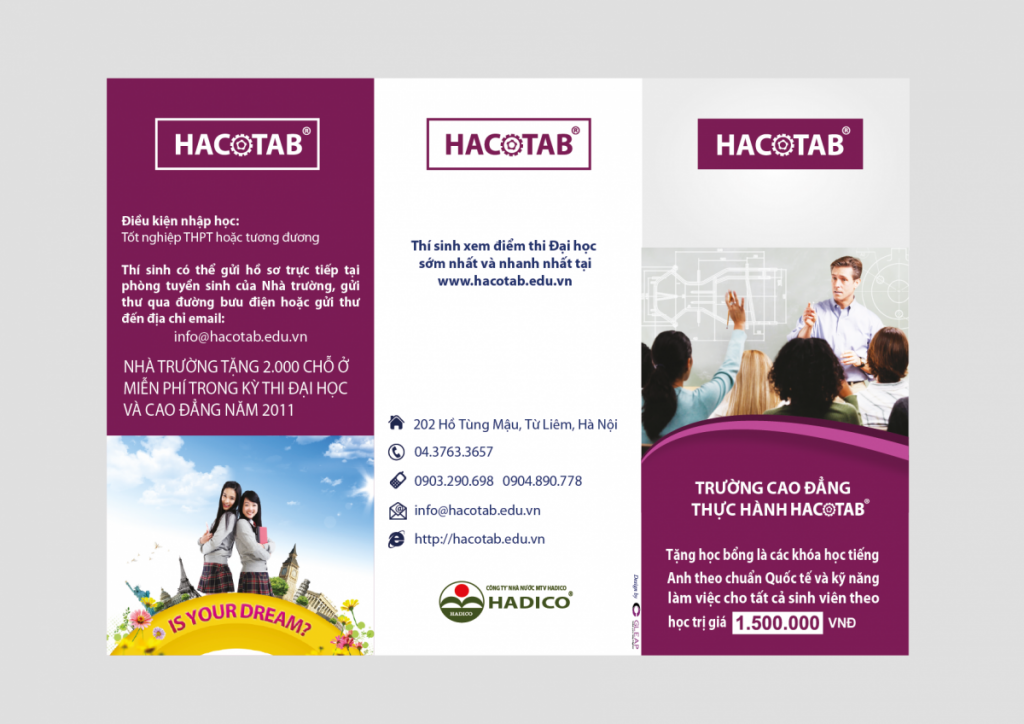 HACOTAB®
Điều kiện nhập học:
Tốt nghiệp THPT hoặc tương đương
Thí sinh có thể gửi hồ sơ trực tiếp tại
phòng tuyển sinh của Nhà trường, gửi
thư qua đường bưu điện hoặc gửi thư
đến địa chỉ email:
info@hacotab.edu.vn
NHÀ TRƯỜNG TẶNG 2.000 CHỖ Ở
MIỄN PHÍ TRONG KỲ THI ĐẠI HỌC
VÀ CAO ĐẲNG NĂM 2011
IS YOUR DREAM?
HACOTAB®
Thí sinh xem điểm thi Đại học
sớm nhất và nhanh nhất tại
www.hacotab.edu.vn
202 Hồ Tùng Mậu, Từ Liêm, Hà Nội
04.3763.3657
0903.290.698 0904.890.778
info@hacotab.edu.vn
http://hacotab.edu.vn
CÔNG TY NHÀ NƯỚC MTV HADICO
HADICO
HADICO®
Design by:
HACOTAB®
TRƯỜNG CAO ĐẲNG
THỰC HÀNH HACOTAB®
Tặng học bổng là các khóa học tiếng
Anh theo chuẩn Quốc tế và kỹ năng
làm việc cho tất cả sinh viên theo
học trị giá 1.500.000 VNĐ